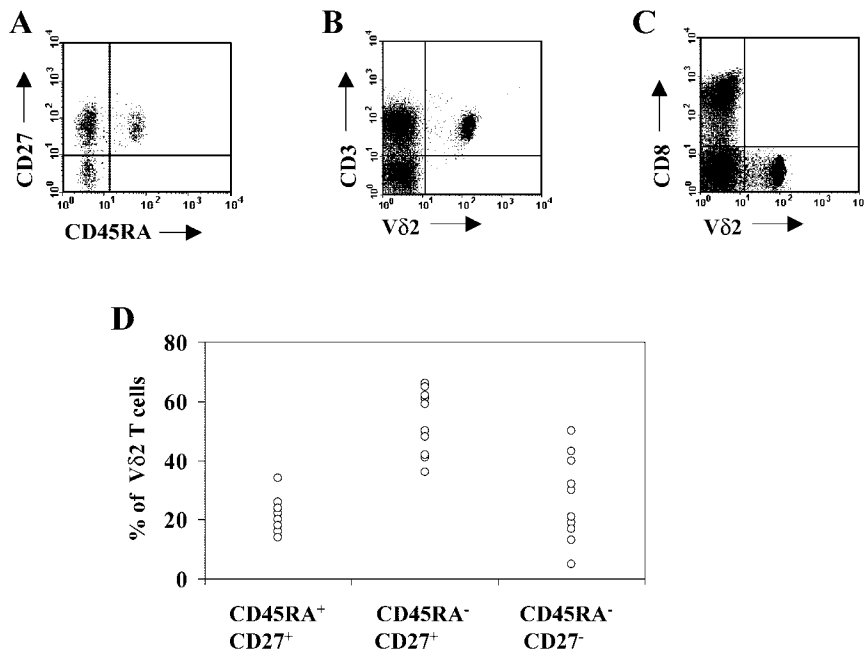 A
B
C
10⁴
10³
10²
10¹
10⁰
CD27
10⁰ 10¹ 10² 10³ 10⁻⁴
CD45RA
10⁴
10³
10²
10¹
10⁰
CD3
10⁰ 10¹ 10² 10³ 10⁴
Vδ2
10⁴
10³
10²
10¹
10⁰
CD8
10⁰ 10¹ 10² 10³ 10
Vδ2
D
80
60
40
20
0
% of Vδ2 T cells
CD45RA⁺ CD45RA⁻ CD45RA⁻
CD27⁺ CD27⁺ CD27⁻